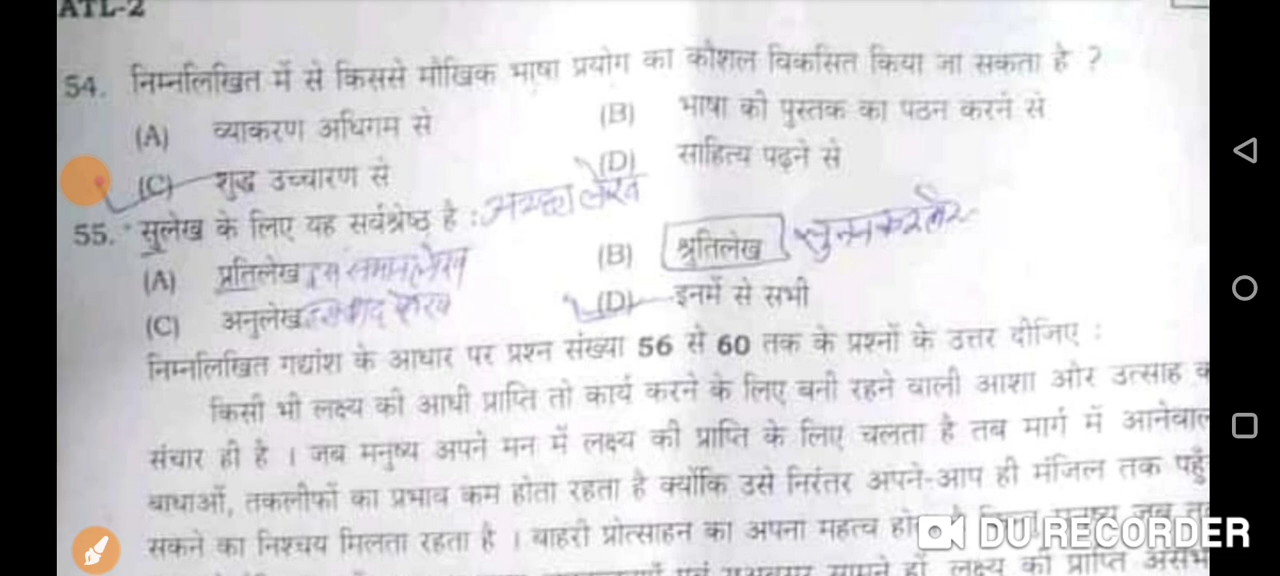 ATL-2
54. निम्नलिखित में से किससे मौखिक भाषा प्रयोग का कौशल विकसित किया जा सकता है ?
(A) व्याकरण अधिगम से (B) भाषा की पुस्तक का पठन करने से
(C) शुद्ध उच्चारण से (D) साहित्य पढ़ने से
55. सुलेख के लिए यह सर्वश्रेष्ठ है :
(A) प्रतिलेख (B) श्रुतिलेख
(C) अनुलेख (D) इनमें से सभी
निम्नलिखित गद्यांश के आधार पर प्रश्न संख्या 56 से 60 तक के प्रश्नों के उत्तर दीजिए :
किसी भी लक्ष्य की आधी प्राप्ति तो कार्य करने के लिए बनी रहने वाली आशा और उत्साह
संचार ही है । जब मनुष्य अपने मन में लक्ष्य की प्राप्ति के लिए चलता है तब मार्ग में
बाधाओं, तकलीफों का प्रभाव कम होता रहता है क्योंकि उसे निरंतर अपने-आप ही मंजिल तक
सकने का निश्चय मिलता रहता है । बाहरी प्रोत्साहन का अपना महत्व
सामने हों लक्ष्य की प्राप्ति
DU RECORDER